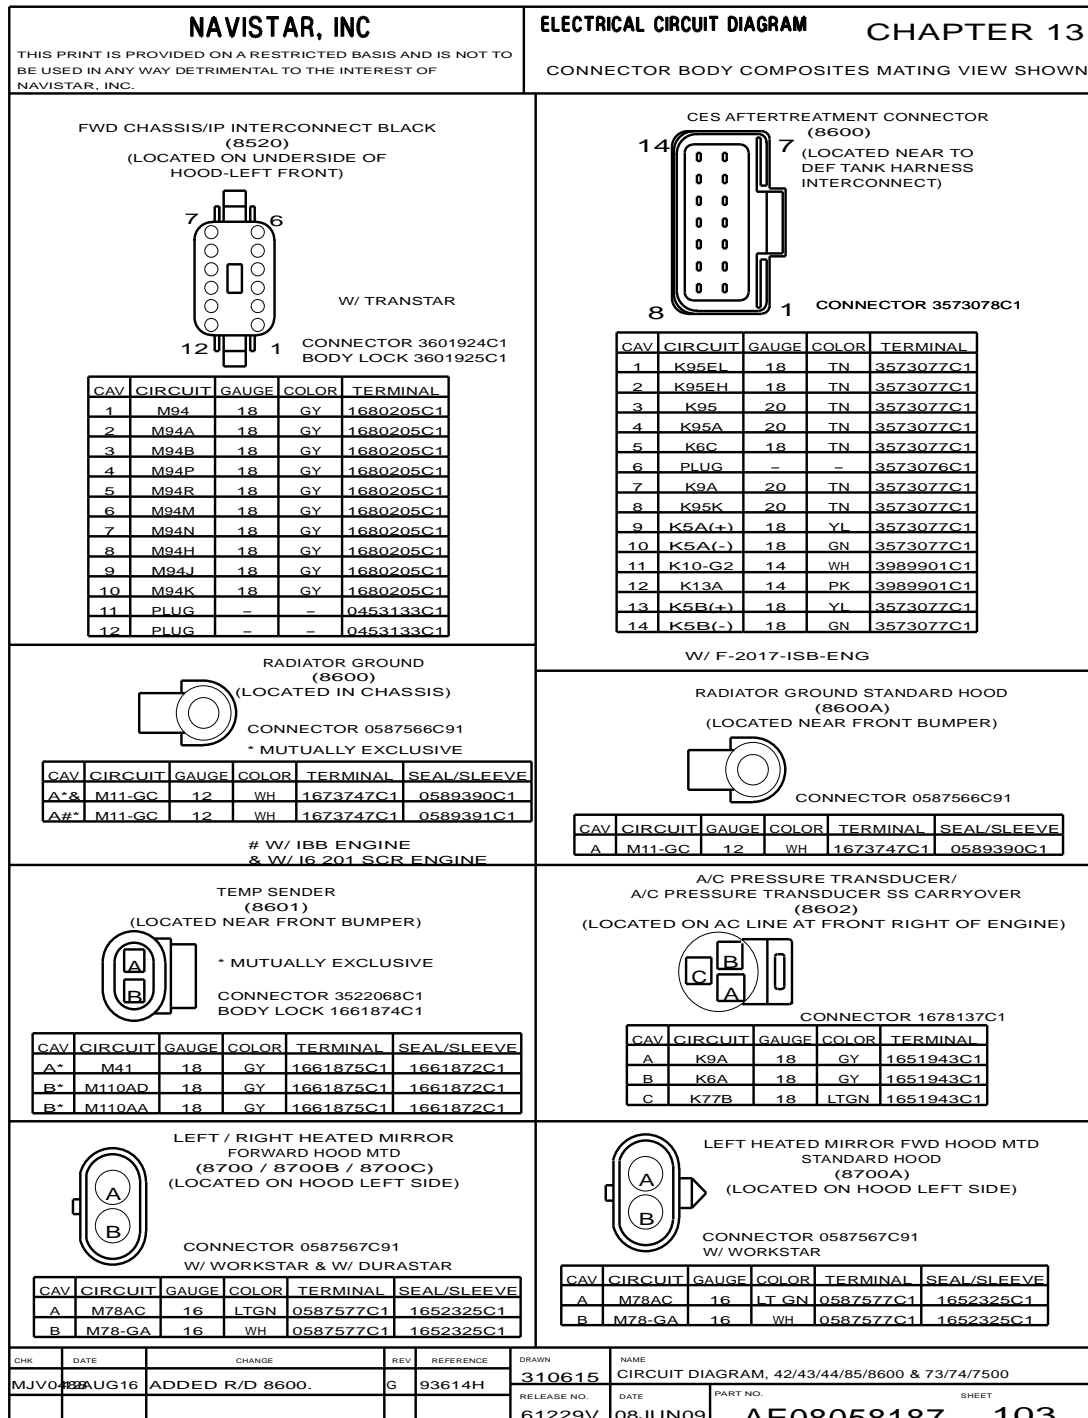 NAVISTAR, INC
THIS PRINT IS PROVIDED ON A RESTRICTED BASIS AND IS NOT TO
BE USED IN ANY WAY DETRIMENTAL TO THE INTEREST OF
NAVISTAR, INC.
ELECTRICAL CIRCUIT DIAGRAM CHAPTER 13
CONNECTOR BODY COMPOSITES MATING VIEW SHOWN
FWD CHASSIS/IP INTERCONNECT BLACK
(8520)
(LOCATED ON UNDERSIDE OF
HOOD-LEFT FRONT)
7 6
W/ TRANSTAR
12 1
CONNECTOR 3601924C1
BODY LOCK 3601925C1
CAV CIRCUIT GAUGE COLOR TERMINAL
1 M94 18 GY 1680205C1
2 M94A 18 GY 1680205C1
3 M94B 18 GY 1680205C1
4 M94P 18 GY 1680205C1
5 M94R 18 GY 1680205C1
6 M94M 18 GY 1680205C1
7 M94N 18 GY 1680205C1
8 M94H 18 GY 1680205C1
9 M94J 18 GY 1680205C1
10 M94K 18 GY 1680205C1
11 PLUG – – 0453133C1
12 PLUG – – 0453133C1
CES AFTERTREATMENT CONNECTOR
(8600)
(LOCATED NEAR TO
DEF TANK HARNESS
INTERCONNECT)
14 7
8 1
CONNECTOR 3573078C1
CAV CIRCUIT GAUGE COLOR TERMINAL
1 K95EL 18 TN 3573077C1
2 K95EH 18 TN 3573077C1
3 K95 20 TN 3573077C1
4 K95A 20 TN 3573077C1
5 K6C 18 TN 3573077C1
6 PLUG – – 3573076C1
7 K9A 20 TN 3573077C1
8 K95K 20 TN 3573077C1
9 K5A(+) 18 YL 3573077C1
10 K5A(-) 18 GN 3573077C1
11 K10-G2 14 WH 3989901C1
12 K13A 14 PK 3989901C1
13 K5B(+) 18 YL 3573077C1
14 K5B(-) 18 GN 3573077C1
W/ F-2017-ISB-ENG
RADIATOR GROUND
(8600)
(LOCATED IN CHASSIS)
CONNECTOR 0587566C91
* MUTUALLY EXCLUSIVE
CAV CIRCUIT GAUGE COLOR TERMINAL SEAL/SLEEVE
A*& M11-GC 12 WH 1673747C1 0589390C1
A#* M11-GC 12 WH 1673747C1 0589391C1
# W/ IBB ENGINE
& W/ I6 201 SCR ENGINE
RADIATOR GROUND STANDARD HOOD
(8600A)
(LOCATED NEAR FRONT BUMPER)
CONNECTOR 0587566C91
CAV CIRCUIT GAUGE COLOR TERMINAL SEAL/SLEEVE
A M11-GC 12 WH 1673747C1 0589390C1
TEMP SENDER
(8601)
(LOCATED NEAR FRONT BUMPER)
A
B
* MUTUALLY EXCLUSIVE
CONNECTOR 3522068C1
BODY LOCK 1661874C1
CAV CIRCUIT GAUGE COLOR TERMINAL SEAL/SLEEVE
A* M41 18 GY 1661875C1 1661872C1
B* M110AD 18 GY 1661875C1 1661872C1
B* M110AA 18 GY 1661875C1 1661872C1
A/C PRESSURE TRANSDUCER/
A/C PRESSURE TRANSDUCER SS CARRYOVER
(8602)
(LOCATED ON AC LINE AT FRONT RIGHT OF ENGINE)
B
C
A
CONNECTOR 1678137C1
CAV CIRCUIT GAUGE COLOR TERMINAL
A K9A 18 GY 1651943C1
B K6A 18 GY 1651943C1
C K77B 18 LTGN 1651943C1
LEFT / RIGHT HEATED MIRROR
FORWARD HOOD MTD
(8700 / 8700B / 8700C)
(LOCATED ON HOOD LEFT SIDE)
A
B
CONNECTOR 0587567C91
W/ WORKSTAR & W/ DURASTAR
CAV CIRCUIT GAUGE COLOR TERMINAL SEAL/SLEEVE
A M78AC 16 LTGN 0587577C1 1652325C1
B M78-GA 16 WH 0587577C1 1652325C1
LEFT HEATED MIRROR FWD HOOD MTD
STANDARD HOOD
(8700A)
(LOCATED ON HOOD LEFT SIDE)
A
B
CONNECTOR 0587567C91
W/ WORKSTAR
CAV CIRCUIT GAUGE COLOR TERMINAL SEAL/SLEEVE
A M78AC 16 LT GN 0587577C1 1652325C1
B M78-GA 16 WH 0587577C1 1652325C1
CHK DATE CHANGE REV REFERENCE
ADDED R/D 8600. G 93614H
DRAWN
310615
NAME
CIRCUIT DIAGRAM, 42/43/44/85/8600 & 73/74/7500
RELEASE NO. DATE PART NO. SHEET
61229V 08JUN09 AE08058187 103